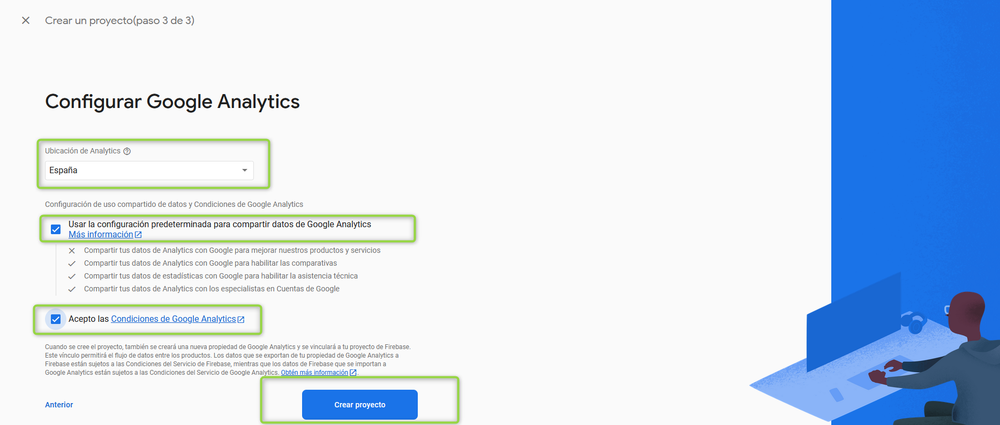 Crear un proyecto(paso 3 de 3)
Configurar Google Analytics
Ubicación de Analytics
España
Configuración de uso compartido de datos y Condiciones de Google Analytics
Usar la configuración predeterminada para compartir datos de Google Analytics
Más información
Compartir tus datos de Analytics con Google para mejorar nuestros productos y servicios
Compartir tus datos de Analytics con Google para habilitar las comparativas
Compartir tus datos de estadísticas con Google para habilitar la asistencia técnica
Compartir tus datos de Analytics con los especialistas en Cuentas de Google
Acepto las Condiciones de Google Analytics
Cuando se cree el proyecto, también se creará una nueva propiedad de Google Analytics y se vinculará a tu proyecto de Firebase.
Este vínculo permitirá el flujo de datos entre los productos. Los datos que se exportan de tu propiedad de Google Analytics a
Firebase están sujetos a las Condiciones del Servicio de Firebase, mientras que los datos de Firebase que se importan a
Google Analytics están sujetos a las Condiciones del Servicio de Google Analytics. Obtén más información.
Anterior
Crear proyecto